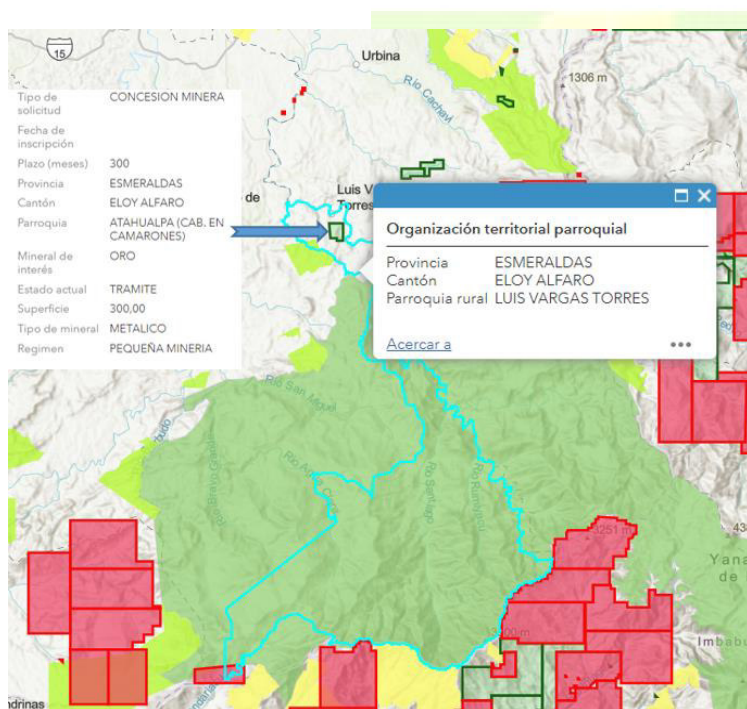 15
Urbina
1306 m
Río Cachavi
Tipo de solicitud CONCESION MINERA
Fecha de inscripción
Plazo (meses) 300
Provincia ESMERALDAS
Cantón ELOY ALFARO
Parroquia ATAHUALPA (CAB. EN CAMARONES)
Mineral de interés ORO
Estado actual TRAMITE
Superficie 300,00
Tipo de mineral METALICO
Regimen PEQUEÑA MINERIA
de
Luis V
Torres
Organización territorial parroquial
Provincia ESMERALDAS
Cantón ELOY ALFARO
Parroquia rural LUIS VARGAS TORRES
Acercar a
Río San Miguel
Río Santiago
3251 m
Yana
de
Imbabu
ndrinas